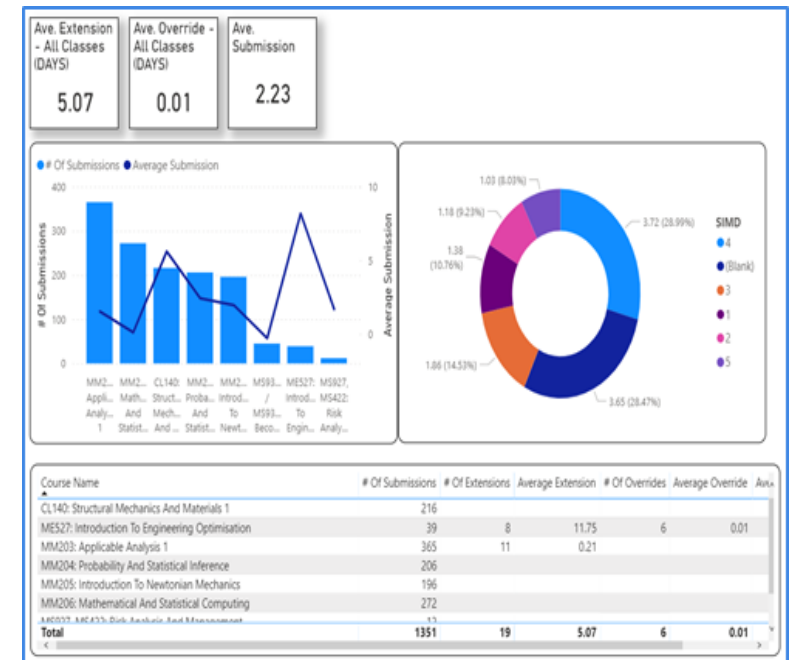 Ave. Extension
- All Classes
(DAYS)
5.07
Ave. Override -
All Classes
(DAYS)
0.01
Ave.
Submission
2.23
# Of Submissions Average Submission
400
300
200
100
0
# Of Submissions
10
5
0
Average Submission
MM2...
Appli...
Analy...
1
MM2...
Math...
And
Statist...
CL140:
Struct...
Mech...
And ...
MM2...
Proba...
And
Statist...
MM2...
Introd...
To
Newt...
MS93...
/
MS93...
Beco...
ME527:
Introd...
To
Engin...
MS927,
MS422:
Risk
Analy...
1.03 (8.03%)
1.18 (9.23%)
1.38
(10.76%)
1.86 (14.53%)
3.72 (28.99%)
3.65 (28.47%)
SIMD
4
(Blank)
3
1
2
5
Course Name # Of Submissions # Of Extensions Average Extension # Of Overrides Average Override
CL140: Structural Mechanics And Materials 1 216
ME527: Introduction To Engineering Optimisation 39 8 11.75 6 0.01
MM203: Applicable Analysis 1 365 11 0.21
MM204: Probability And Statistical Inference 206
MM205: Introduction To Newtonian Mechanics 196
MM206: Mathematical And Statistical Computing 272
MS927, MS422: Risk Analysis And Management 12
Total 1351 19 5.07 6 0.01